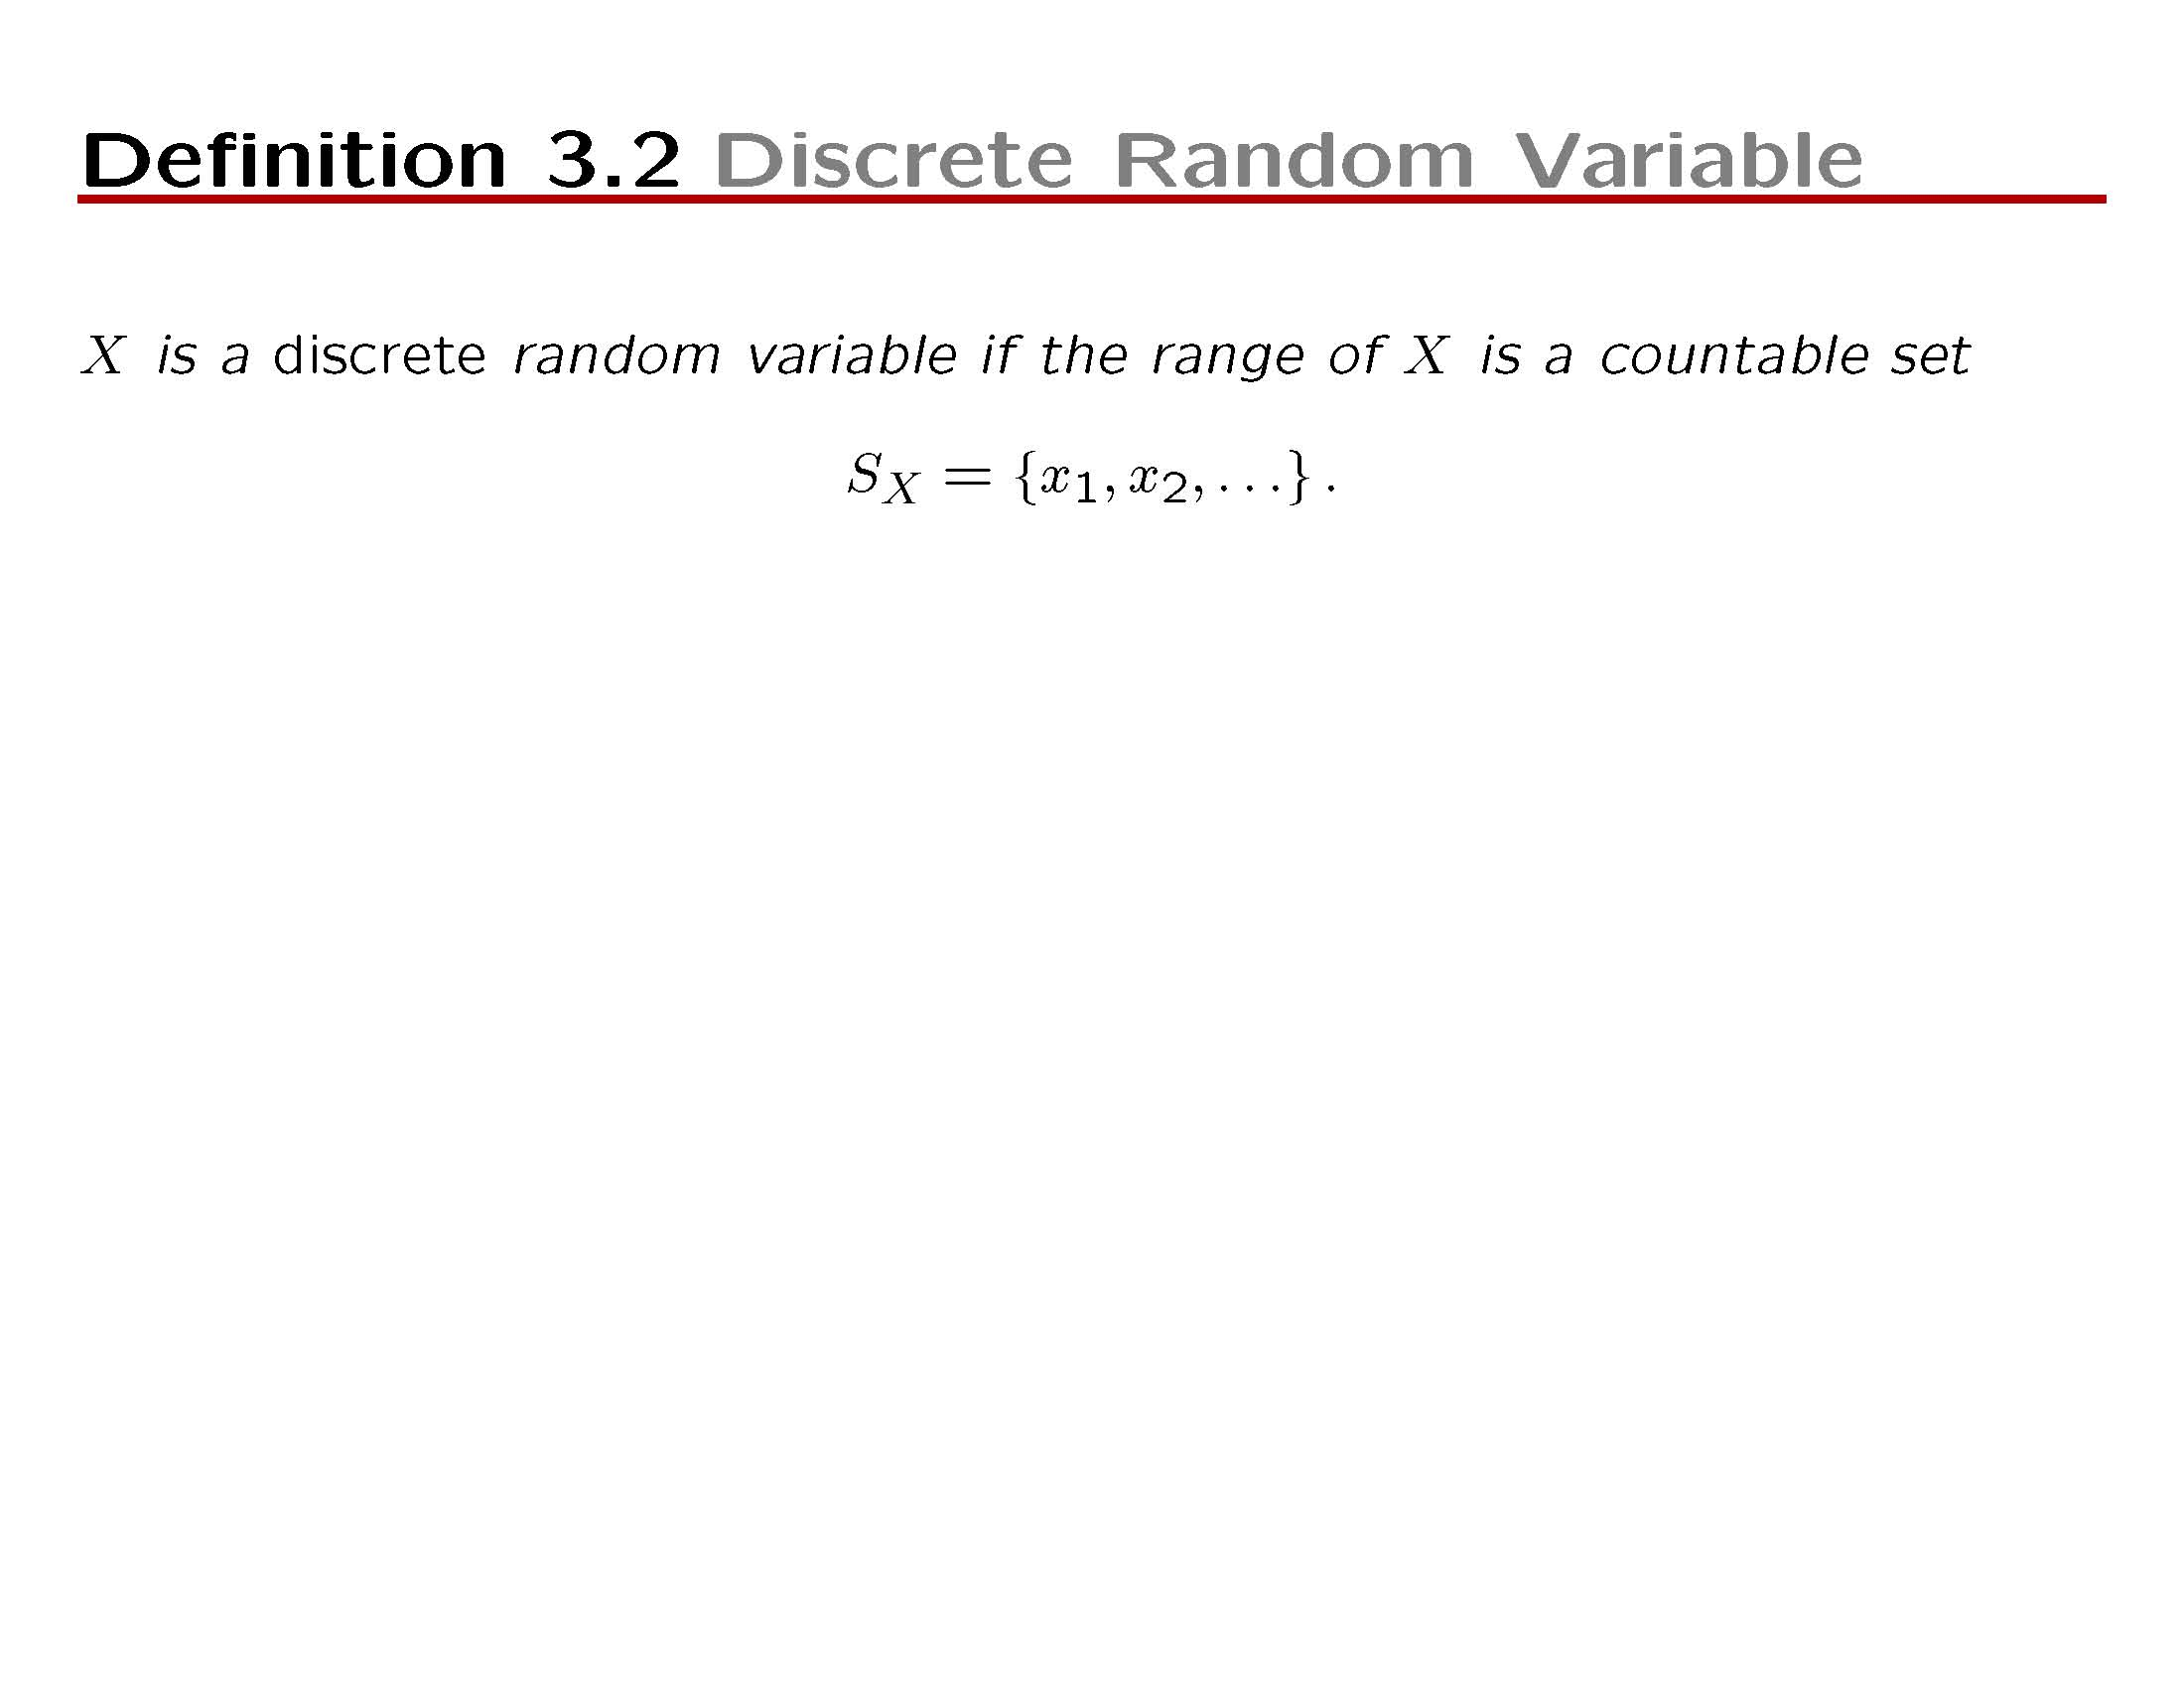 Definition 3.2 Discrete Random Variable
X is a discrete random variable if the range of X is a countable set
S_X = {x_1, x_2, . . .} .